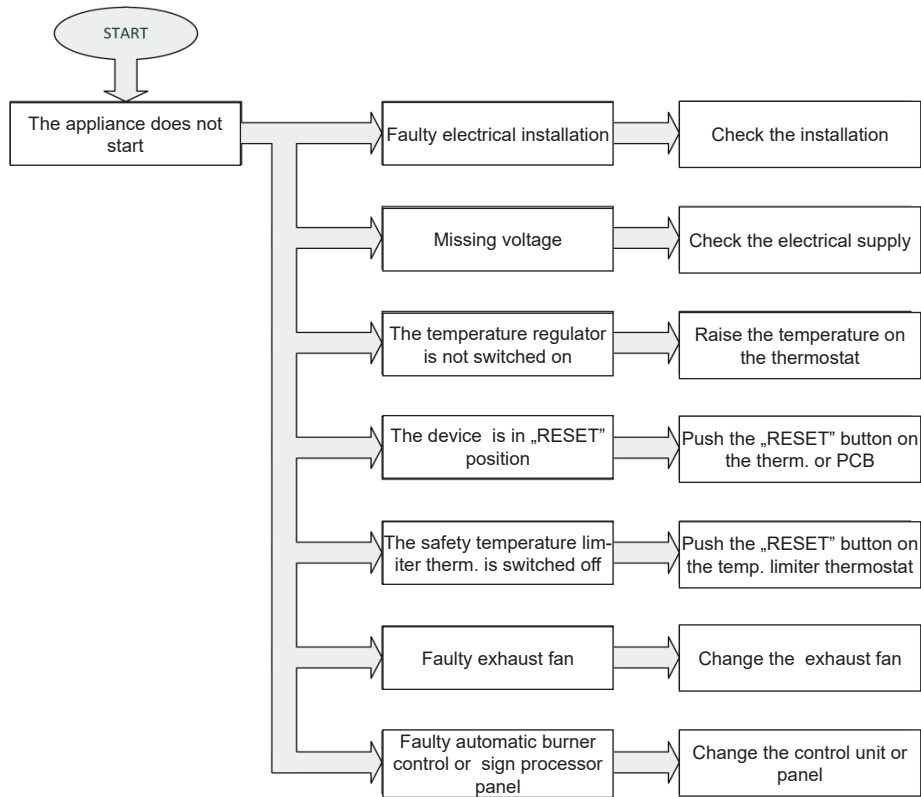 START
The appliance does not
start
Faulty electrical installation
Check the installation
Missing voltage
Check the electrical supply
The temperature regulator
is not switched on
Raise the temperature on
the thermostat
The device  is in „RESET”
position
Push the „RESET” button on
the therm. or PCB
The safety temperature lim-
iter therm. is switched off
Push the „RESET” button on
the temp. limiter thermostat
Faulty exhaust fan
Change the  exhaust fan
Faulty automatic burner
control or  sign processor
panel
Change the control unit or
panel